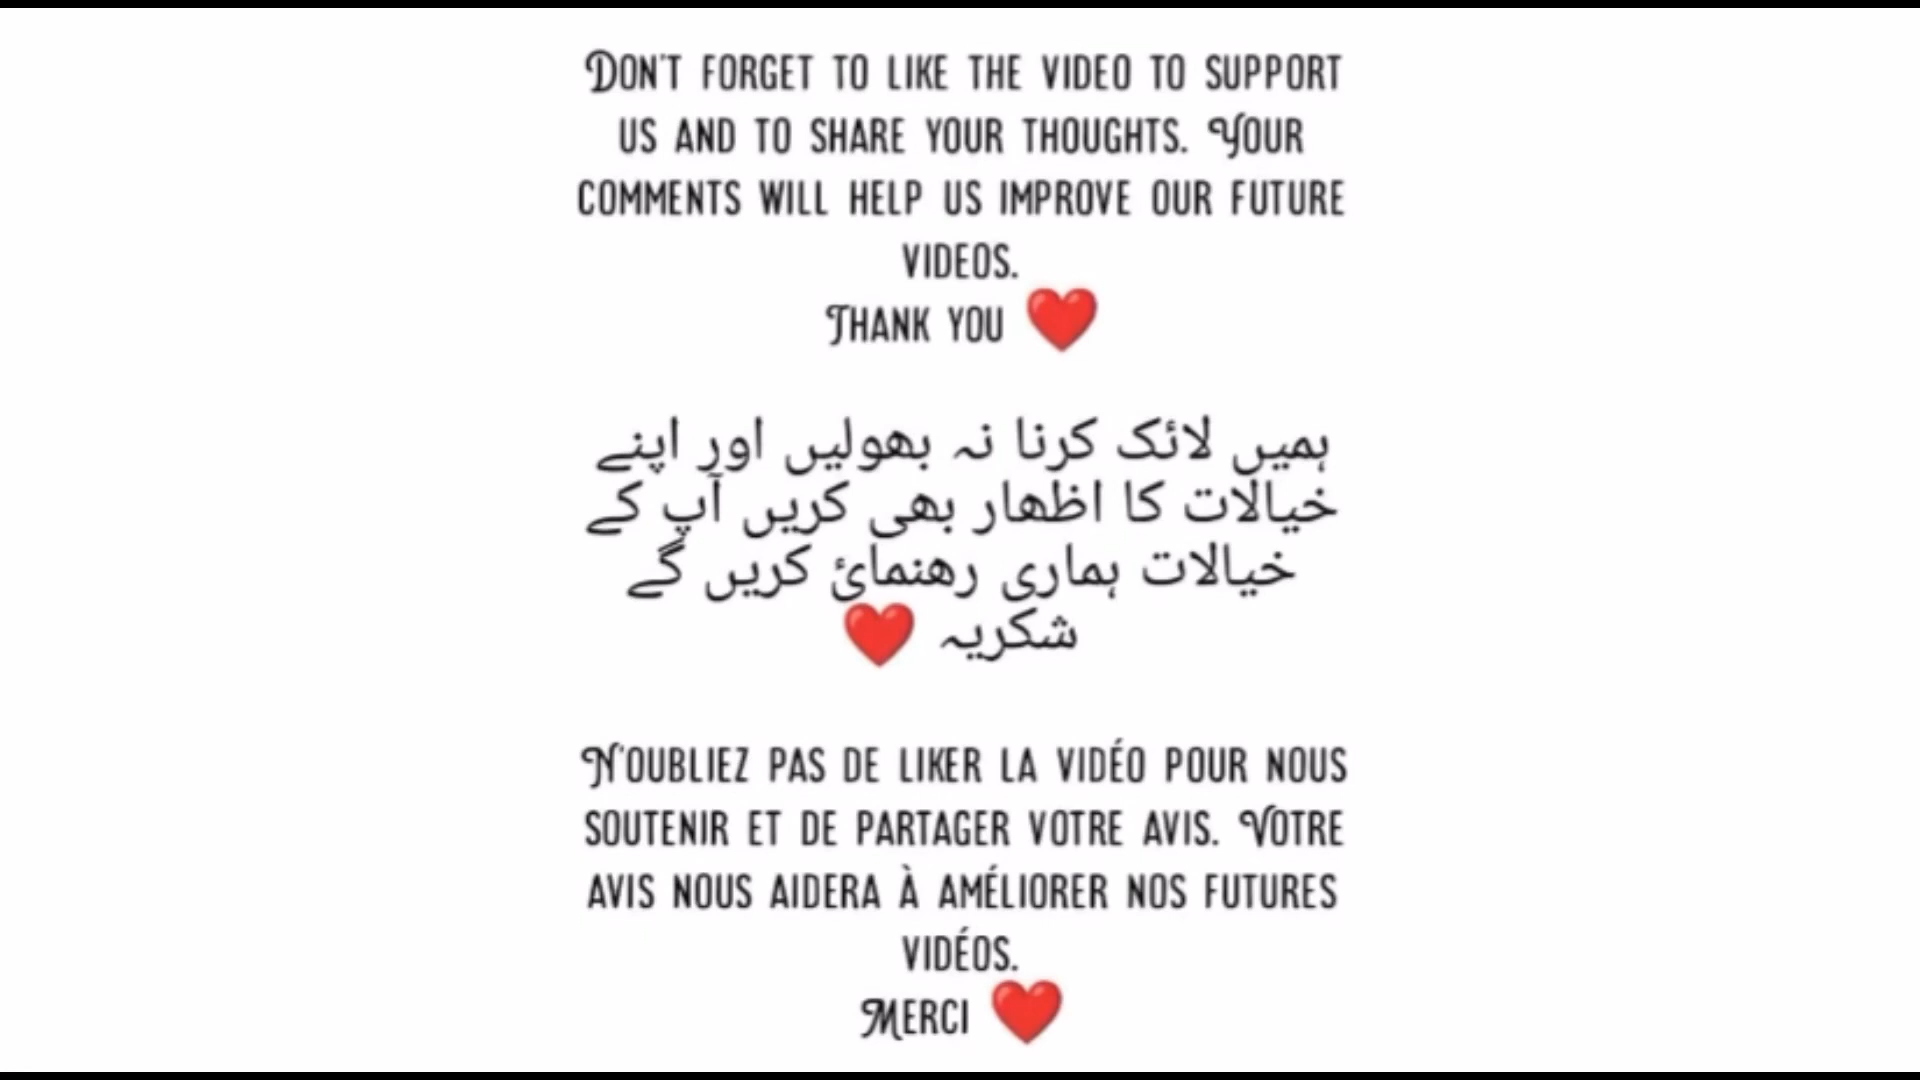 Don't forget to like the video to support
us and to share your thoughts. Your
comments will help us improve our future
videos.
Thank you ❤️
ہمیں لائک کرنا نہ بھولیں اور اپنے
خیالات کا اظھار بھی کریں آپ کے
خیالات ہماری رھنمائ کریں گے
شکریہ ❤️
N'oubliez pas de liker la vidéo pour nous
soutenir et de partager votre avis. Votre
avis nous aidera à améliorer nos futures
vidéos.
Merci ❤️